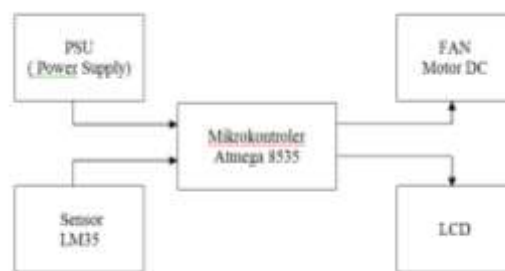 PSU
( Power Supply)
FAN
Motor DC
Mikrokontroler
Atmega 8535
Sensor
LM35
LCD